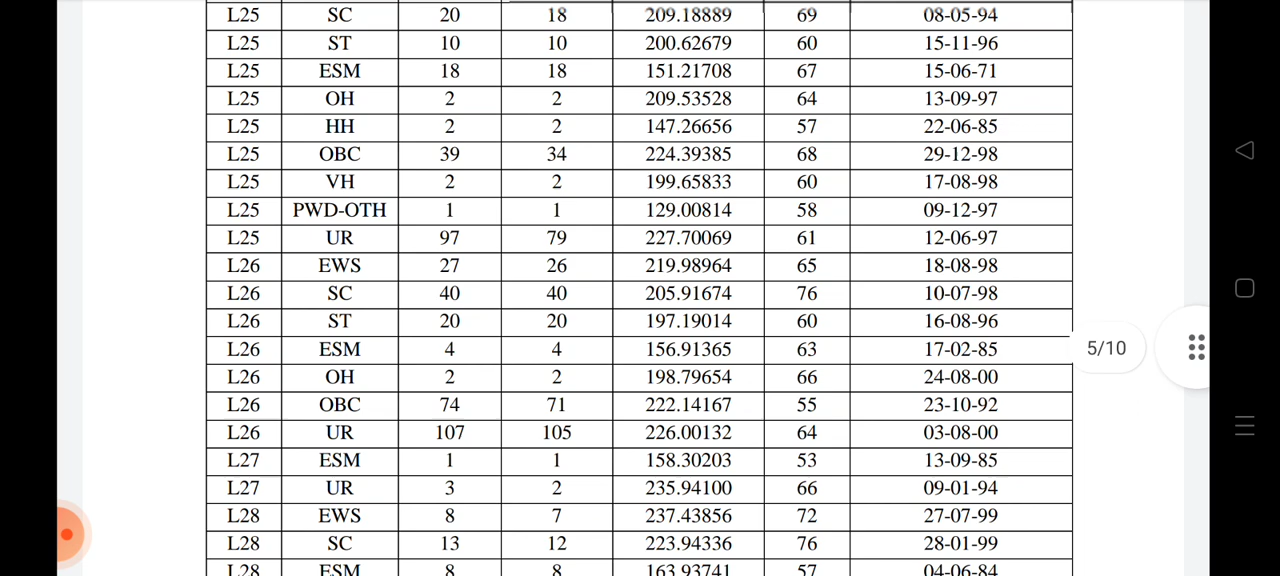 L25 SC 20 18 209.18889 69 08-05-94
L25 ST 10 10 200.62679 60 15-11-96
L25 ESM 18 18 151.21708 67 15-06-71
L25 OH 2 2 209.53528 64 13-09-97
L25 HH 2 2 147.26656 57 22-06-85
L25 OBC 39 34 224.39385 68 29-12-98
L25 VH 2 2 199.65833 60 17-08-98
L25 PWD-OTH 1 1 129.00814 58 09-12-97
L25 UR 97 79 227.70069 61 12-06-97
L26 EWS 27 26 219.98964 65 18-08-98
L26 SC 40 40 205.91674 76 10-07-98
L26 ST 20 20 197.19014 60 16-08-96
L26 ESM 4 4 156.91365 63 17-02-85
5/10
L26 OH 2 2 198.79654 66 24-08-00
L26 OBC 74 71 222.14167 55 23-10-92
L26 UR 107 105 226.00132 64 03-08-00
L27 ESM 1 1 158.30203 53 13-09-85
L27 UR 3 2 235.94100 66 09-01-94
L28 EWS 8 7 237.43856 72 27-07-99
L28 SC 13 12 223.94336 76 28-01-99
L28 ESM 8 8 163.93741 57 04-06-84